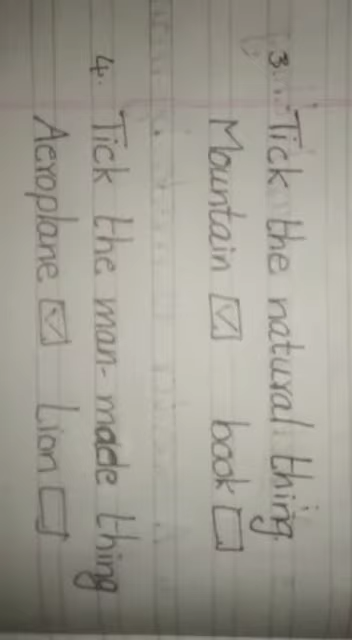 3. Tick the natural thing.
Mountain ☑ book ☐
4. Tick the man-made thing
Aeroplane ☑ Lion ☐